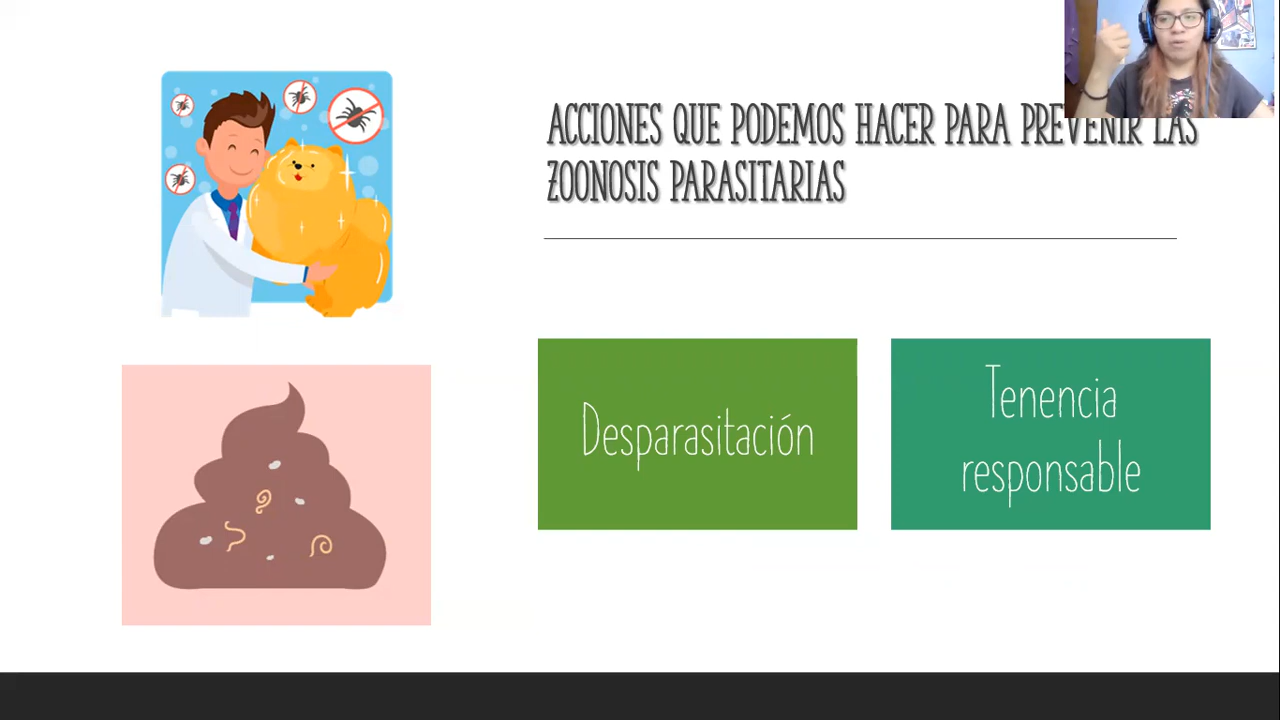 ACCIONES QUE PODEMOS HACER PARA PREVENIR LAS
ZOONOSIS PARASITARIAS
Desparasitación
Tenencia
responsable